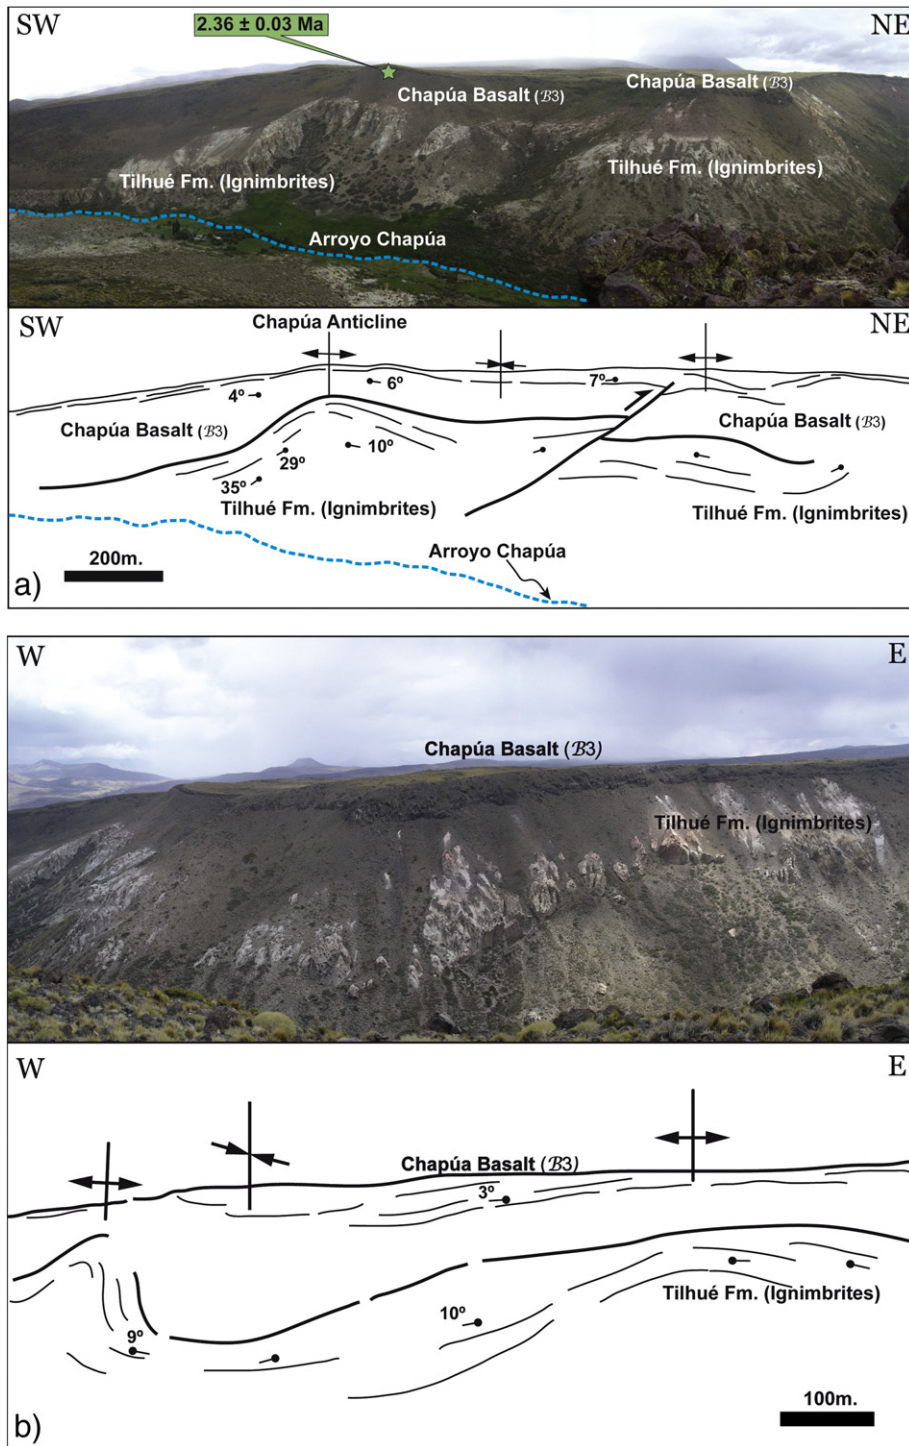 SW
NE
2.36 ± 0.03 Ma
Chapúa Basalt (ℬ3)
Chapúa Basalt (ℬ3)
Tilhué Fm. (Ignimbrites)
Tilhué Fm. (Ignimbrites)
Arroyo Chapúa
SW
NE
Chapúa Anticline
4º
6º
7º
Chapúa Basalt (ℬ3)
Chapúa Basalt (ℬ3)
29º
10º
35º
Tilhué Fm. (Ignimbrites)
Tilhué Fm. (Ignimbrites)
Arroyo Chapúa
200m.
a)
W
E
Chapúa Basalt (ℬ3)
Tilhué Fm. (Ignimbrites)
W
E
Chapúa Basalt (ℬ3)
3º
10º
9º
Tilhué Fm. (Ignimbrites)
100m.
b)